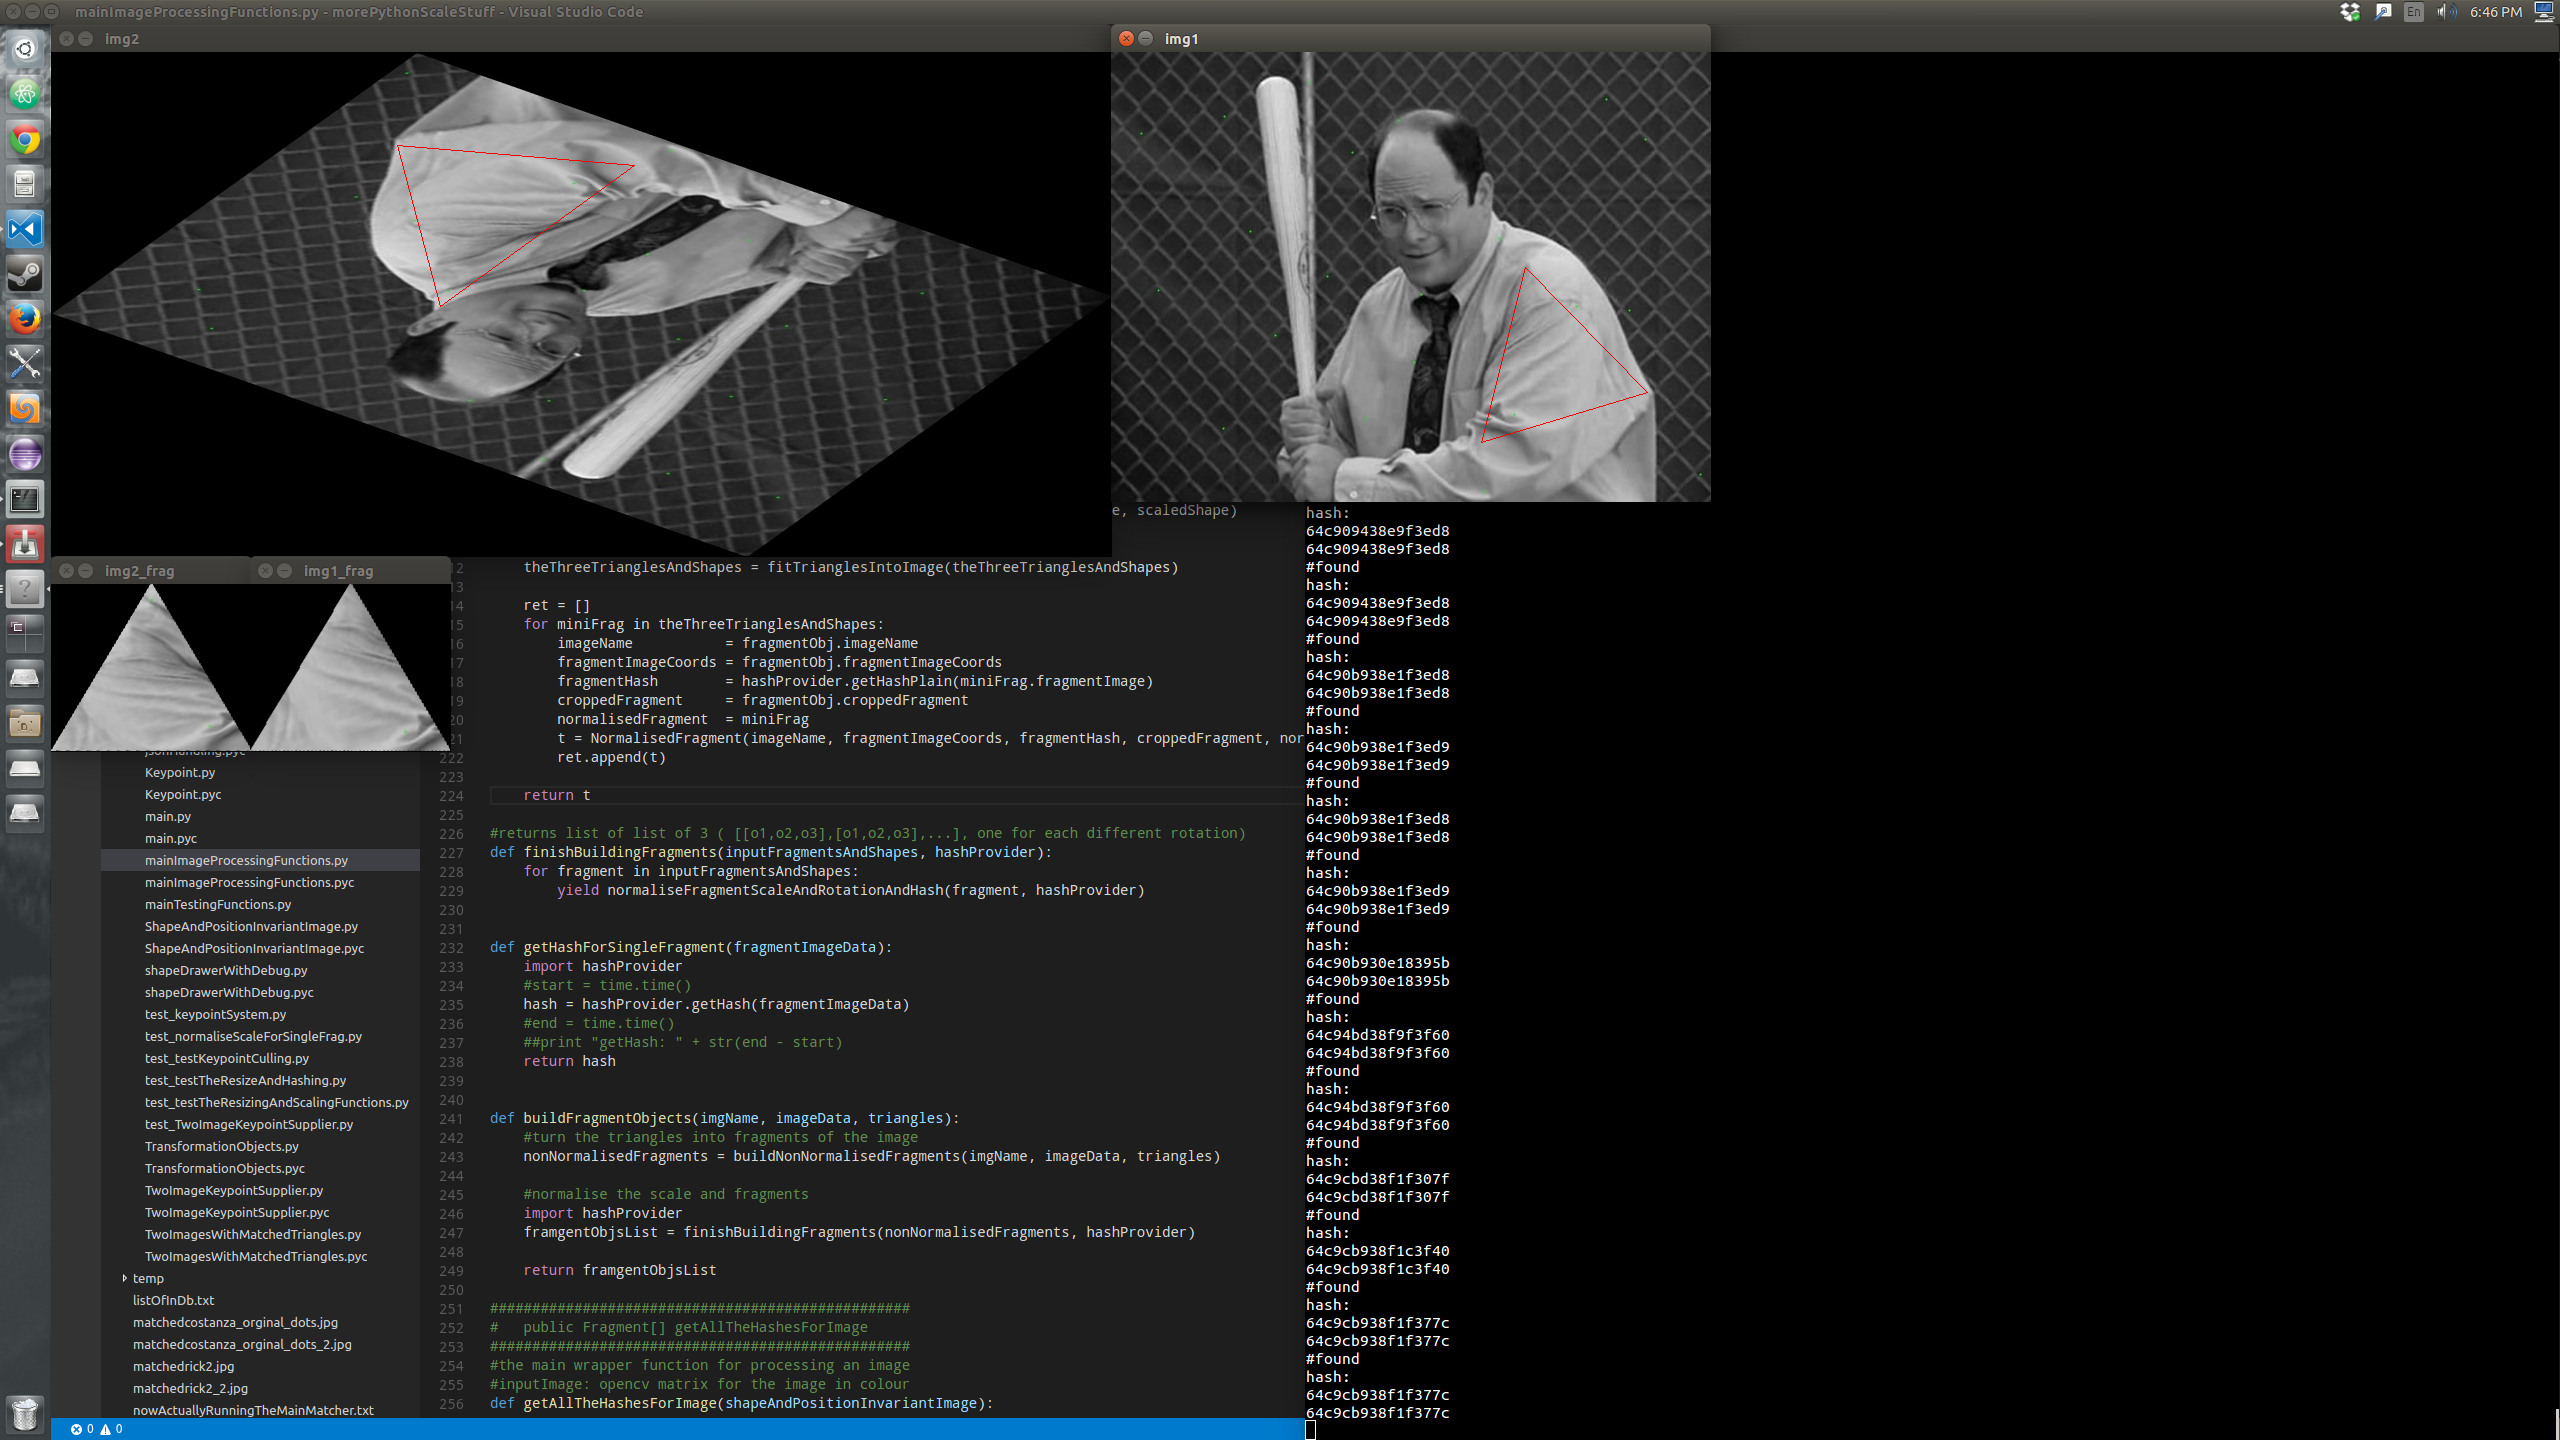 mainImageProcessingFunctions.py - morePythonScaleStuff - Visual Studio Code
En
6:46 PM
img2
img1
img2_frag
img1_frag
e, scaledShape)
12 theThreeTrianglesAndShapes = fitTrianglesIntoImage(theThreeTrianglesAndShapes)
13
14 ret = []
15 for miniFrag in theThreeTrianglesAndShapes:
16 imageName = fragmentObj.imageName
17 fragmentImageCoords = fragmentObj.fragmentImageCoords
18 fragmentHash = hashProvider.getHashPlain(miniFrag.fragmentImage)
19 croppedFragment = fragmentObj.croppedFragment
20 normalisedFragment = miniFrag
21 t = NormalisedFragment(imageName, fragmentImageCoords, fragmentHash, croppedFragment, nor
222 ret.append(t)
223
224 return t
225
226 #returns list of list of 3 ( [[o1,o2,o3],[o1,o2,o3],...], one for each different rotation)
227 def finishBuildingFragments(inputFragmentsAndShapes, hashProvider):
228 for fragment in inputFragmentsAndShapes:
229 yield normaliseFragmentScaleAndRotationAndHash(fragment, hashProvider)
230
231
232 def getHashForSingleFragment(fragmentImageData):
233 import hashProvider
234 #start = time.time()
235 hash = hashProvider.getHash(fragmentImageData)
236 #end = time.time()
237 ##print "getHash: " + str(end - start)
238 return hash
239
240
241 def buildFragmentObjects(imgName, imageData, triangles):
242 #turn the triangles into fragments of the image
243 nonNormalisedFragments = buildNonNormalisedFragments(imgName, imageData, triangles)
244
245 #normalise the scale and fragments
246 import hashProvider
247 framgentObjsList = finishBuildingFragments(nonNormalisedFragments, hashProvider)
248
249 return framgentObjsList
250
251 ##################################################
252 # public Fragment[] getAllTheHashesForImage
253 ##################################################
254 #the main wrapper function for processing an image
255 #inputImage: opencv matrix for the image in colour
256 def getAllTheHashesForImage(shapeAndPositionInvariantImage):
jsonHandling.pyc
Keypoint.py
Keypoint.pyc
main.py
main.pyc
mainImageProcessingFunctions.py
mainImageProcessingFunctions.pyc
mainTestingFunctions.py
ShapeAndPositionInvariantImage.py
ShapeAndPositionInvariantImage.pyc
shapeDrawerWithDebug.py
shapeDrawerWithDebug.pyc
test_keypointSystem.py
test_normaliseScaleForSingleFrag.py
test_testKeypointCulling.py
test_testTheResizeAndHashing.py
test_testTheResizingAndScalingFunctions.py
test_TwoImageKeypointSupplier.py
TransformationObjects.py
TransformationObjects.pyc
TwoImageKeypointSupplier.py
TwoImageKeypointSupplier.pyc
TwoImagesWithMatchedTriangles.py
TwoImagesWithMatchedTriangles.pyc
temp
listOfInDb.txt
matchedcostanza_orginal_dots.jpg
matchedcostanza_orginal_dots_2.jpg
matchedrick2.jpg
matchedrick2_2.jpg
nowActuallyRunningTheMainMatcher.txt
0 0
hash:
64c909438e9f3ed8
64c909438e9f3ed8
#found
hash:
64c909438e9f3ed8
64c909438e9f3ed8
#found
hash:
64c90b938e1f3ed8
64c90b938e1f3ed8
#found
hash:
64c90b938e1f3ed9
64c90b938e1f3ed9
#found
hash:
64c90b938e1f3ed8
64c90b938e1f3ed8
#found
hash:
64c90b938e1f3ed9
64c90b938e1f3ed9
#found
hash:
64c90b930e18395b
64c90b930e18395b
#found
hash:
64c94bd38f9f3f60
64c94bd38f9f3f60
#found
hash:
64c94bd38f9f3f60
64c94bd38f9f3f60
#found
hash:
64c9cbd38f1f307f
64c9cbd38f1f307f
#found
hash:
64c9cb938f1c3f40
64c9cb938f1c3f40
#found
hash:
64c9cb938f1f377c
64c9cb938f1f377c
#found
hash:
64c9cb938f1f377c
64c9cb938f1f377c